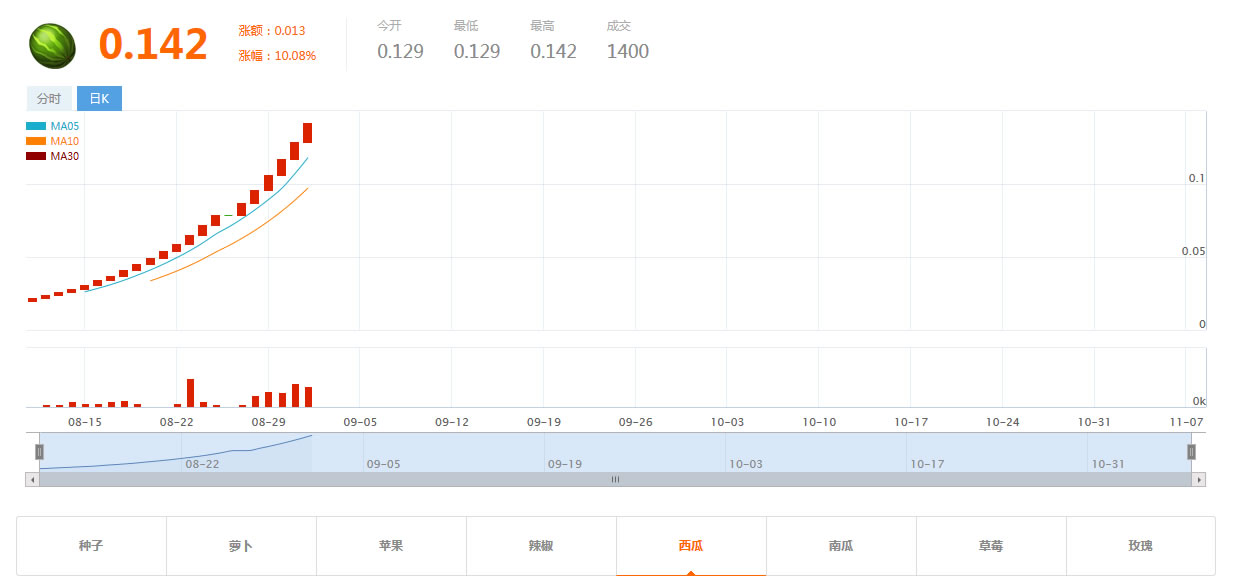 0.142
涨额：0.013
涨幅：10.08%
今开 最低 最高 成交
0.129 0.129 0.142 1400
分时 日K
MA05
MA10
MA30
0.1
0.05
0
0k
08-15 08-22 08-29 09-05 09-12 09-19 09-26 10-03 10-10 10-17 10-24 10-31 11-07
08-22 09-05 09-19 10-03 10-17 10-31
种子 萝卜 苹果 辣椒 西瓜 南瓜 草莓 玫瑰